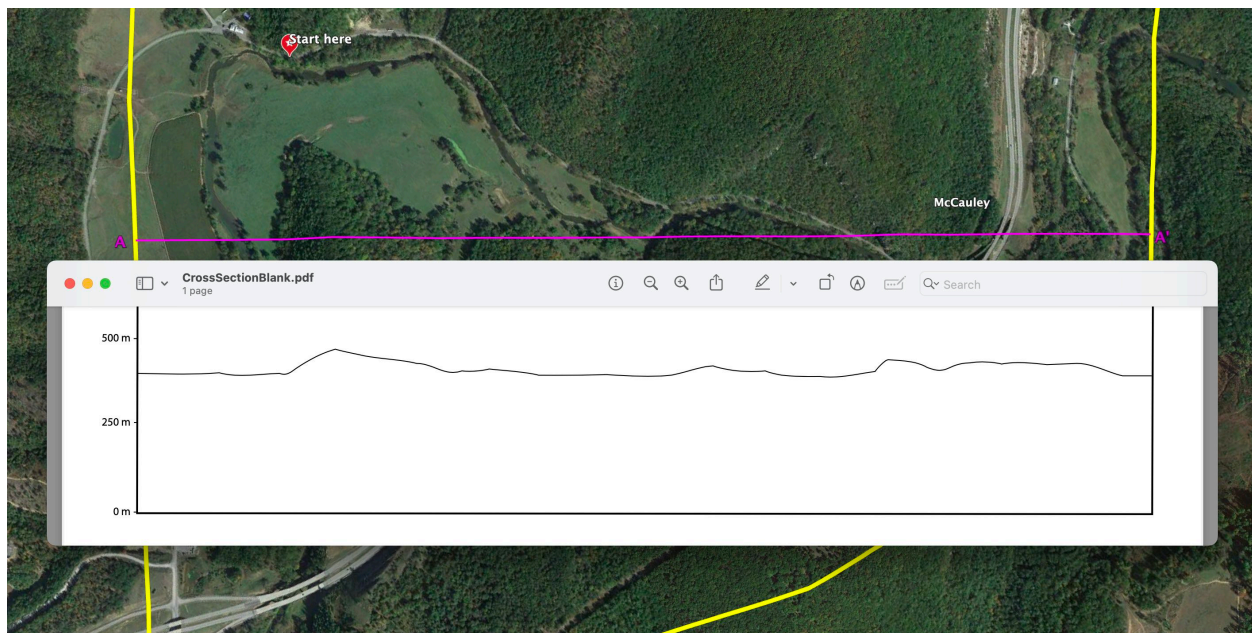 Start here
McCauley
A
A'
CrossSectionBlank.pdf
1 page
Search
500 m
250 m
0 m